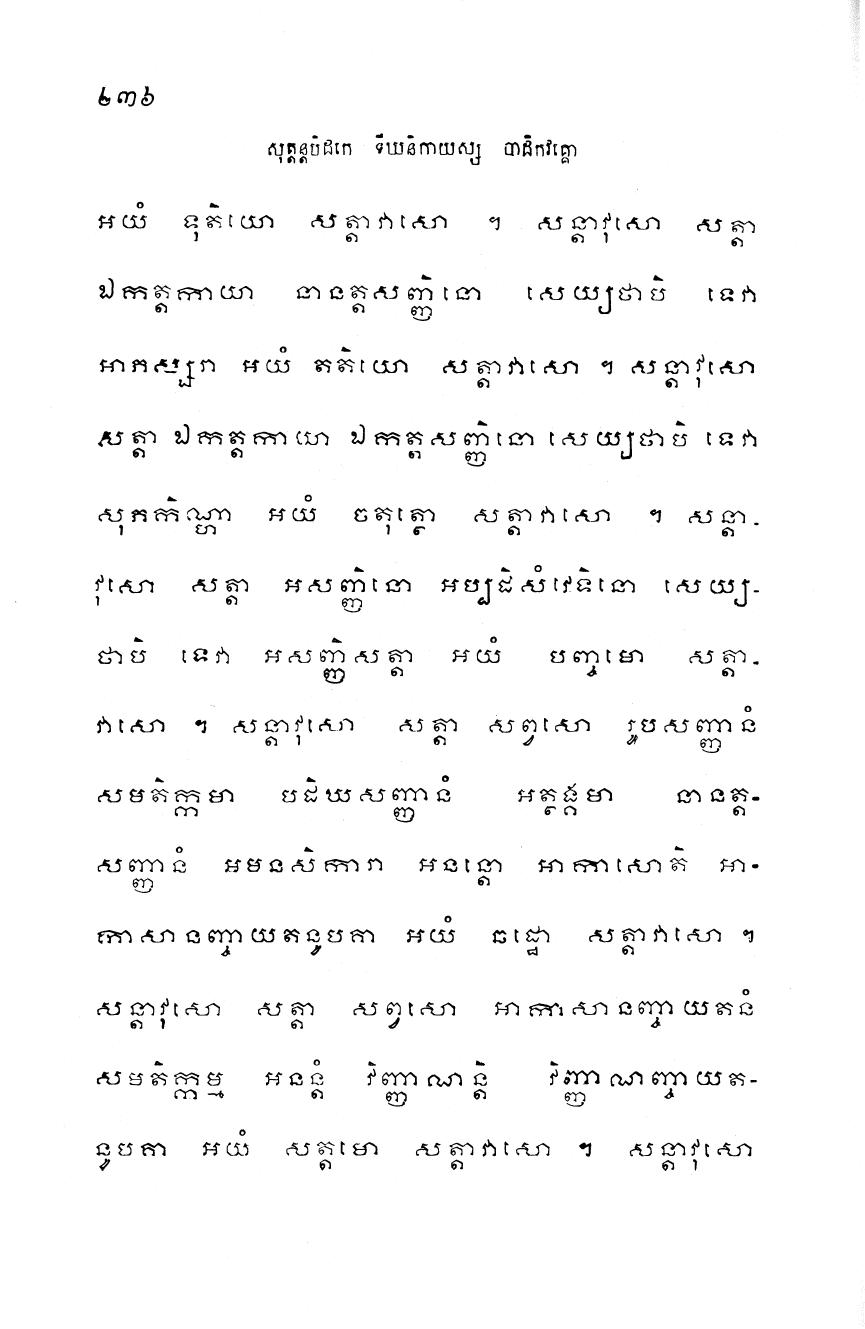 ២៣៦
សុត្តន្តបិដកេ ទីឃនិកាយស្ស បាដិកវគ្គោ
អយំ ទុតិយោ សត្តាវាសោ ។ សន្តាវុសោ សត្តា
ឯកត្តកាយា នានត្តសញ្ញិនោ សេយ្យថាបិ ទេវា
អាភស្សរា អយំ តតិយោ សត្តាវាសោ ។ សន្តាវុសោ
សត្តា ឯកត្តកាយា ឯកត្តសញ្ញិនោ សេយ្យថាបិ ទេវា
សុភកិណ្ហា អយំ ចតុត្ថោ សត្តាវាសោ ។ សន្តា-
វុសោ សត្តា អសញ្ញិនោ អប្បដិសំវេទិនោ សេយ្យ-
ថាបិ ទេវា អសញ្ញិសត្តា អយំ បញ្ចមោ សត្តា-
វាសោ ។ សន្តាវុសោ សត្តា សព្វសោ រូបសញ្ញានំ
សមតិក្កមា បដិឃសញ្ញានំ អត្ថង្គមា នានត្ត-
សញ្ញានំ អមនសិការា អនន្តោ អាកាសោតិ អា-
កាសានញ្ចាយតនូបគា អយំ ឆដ្ឋោ សត្តាវាសោ ។
សន្តាវុសោ សត្តា សព្វសោ អាកាសានញ្ចាយតនំ
សមតិក្កម្ម អនន្តំ វិញ្ញាណន្តិ វិញ្ញាណញ្ចាយត-
នូបគា អយំ សត្តមោ សត្តាវាសោ ។ សន្តាវុសោ